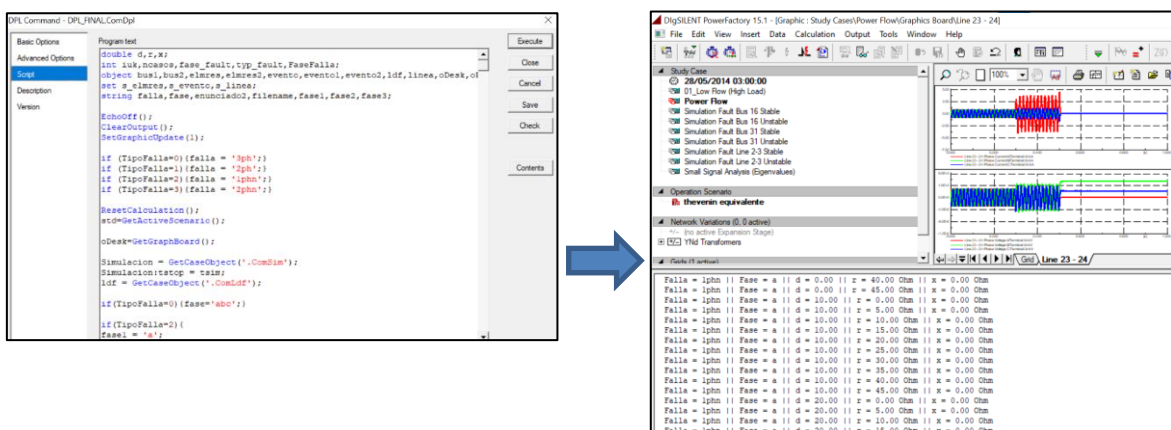 DPL Command - DPL_FINAL.ComDpl
Basic Options
Advanced Options
Script
Description
Version
Program text
double d,r,x;
int iuk,ncasos,fase_fault,typ_fault,FaseFalla;
object bus1,bus2,elmres,elmres2,evento,evento1,evento2,ldf,linea,oDesk,ol
set s_elmres,s_evento,s_linea;
string falla,fase,enunciado2,filename,fase1,fase2,fase3;
EchoOff();
ClearOutput();
SetGraphicUpdate(1);
if (TipoFalla=0){falla = '3ph';}
if (TipoFalla=1){falla = '2ph';}
if (TipoFalla=2){falla = '1phn';}
if (TipoFalla=3){falla = '2phn';}
ResetCalculation();
std=GetActiveScenario();
oDesk=GetGraphBoard();
Simulacion = GetCaseObject('.ComSim');
Simulacion:tstop = tsim;
ldf = GetCaseObject('.ComLdf');
if(TipoFalla=0){fase='abc';}
if(TipoFalla=2){
fase1 = 'a';
Execute
Close
Cancel
Save
Check
Contents
DIgSILENT PowerFactory 15.1 - [Graphic : Study Cases\Power Flow\Graphics Board\Line 23 - 24]
File Edit View Insert Data Calculation Output Tools Window Help
100%
Study Case
28/05/2014 03:00:00
01_Low Flow (High Load)
Power Flow
Simulation Fault Bus 16 Stable
Simulation Fault Bus 16 Unstable
Simulation Fault Bus 31 Stable
Simulation Fault Bus 31 Unstable
Simulation Fault Line 2-3 Stable
Simulation Fault Line 2-3 Unstable
Small Signal Analysis (Eigenvalues)
Operation Scenario
thevenin equivalente
Network Variations (0, 0 active)
(no active Expansion Stage)
YNd Transformers
Grids (1 active)
Grid Line 23 - 24
Falla = 1phn || Fase = a || d = 0.00 || r = 40.00 Ohm || x = 0.00 Ohm
Falla = 1phn || Fase = a || d = 0.00 || r = 45.00 Ohm || x = 0.00 Ohm
Falla = 1phn || Fase = a || d = 10.00 || r = 0.00 Ohm || x = 0.00 Ohm
Falla = 1phn || Fase = a || d = 10.00 || r = 5.00 Ohm || x = 0.00 Ohm
Falla = 1phn || Fase = a || d = 10.00 || r = 10.00 Ohm || x = 0.00 Ohm
Falla = 1phn || Fase = a || d = 10.00 || r = 15.00 Ohm || x = 0.00 Ohm
Falla = 1phn || Fase = a || d = 10.00 || r = 20.00 Ohm || x = 0.00 Ohm
Falla = 1phn || Fase = a || d = 10.00 || r = 25.00 Ohm || x = 0.00 Ohm
Falla = 1phn || Fase = a || d = 10.00 || r = 30.00 Ohm || x = 0.00 Ohm
Falla = 1phn || Fase = a || d = 10.00 || r = 35.00 Ohm || x = 0.00 Ohm
Falla = 1phn || Fase = a || d = 10.00 || r = 40.00 Ohm || x = 0.00 Ohm
Falla = 1phn || Fase = a || d = 10.00 || r = 45.00 Ohm || x = 0.00 Ohm
Falla = 1phn || Fase = a || d = 20.00 || r = 0.00 Ohm || x = 0.00 Ohm
Falla = 1phn || Fase = a || d = 20.00 || r = 5.00 Ohm || x = 0.00 Ohm
Falla = 1phn || Fase = a || d = 20.00 || r = 10.00 Ohm || x = 0.00 Ohm
Falla = 1phn || Fase = a || d = 20.00 || r = 15.00 Ohm || x = 0.00 Ohm